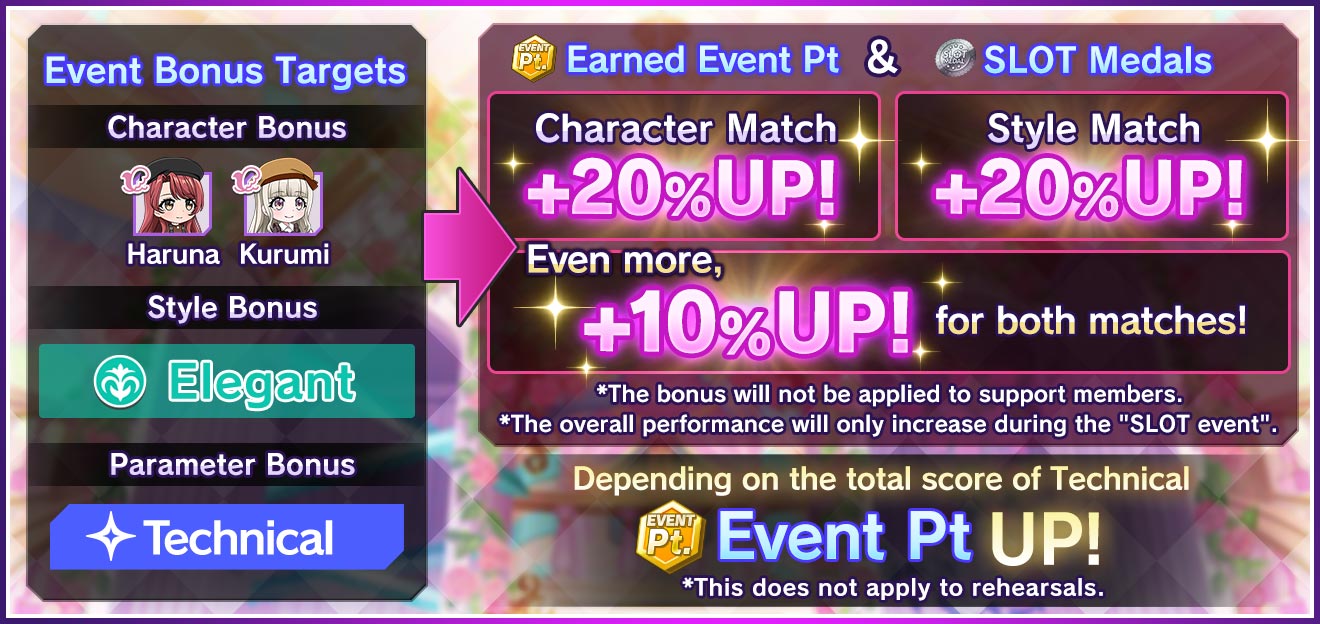 Event Bonus Targets
Character Bonus
Haruna Kurumi
Style Bonus
Elegant
Parameter Bonus
Technical
EVENT Pt. Earned Event Pt & SLOT MEDAL SLOT Medals
Character Match
+20%UP!
Style Match
+20%UP!
Even more,
+10%UP! for both matches!
*The bonus will not be applied to support members.
*The overall performance will only increase during the "SLOT event".
Depending on the total score of Technical
EVENT Pt. Event Pt UP!
*This does not apply to rehearsals.